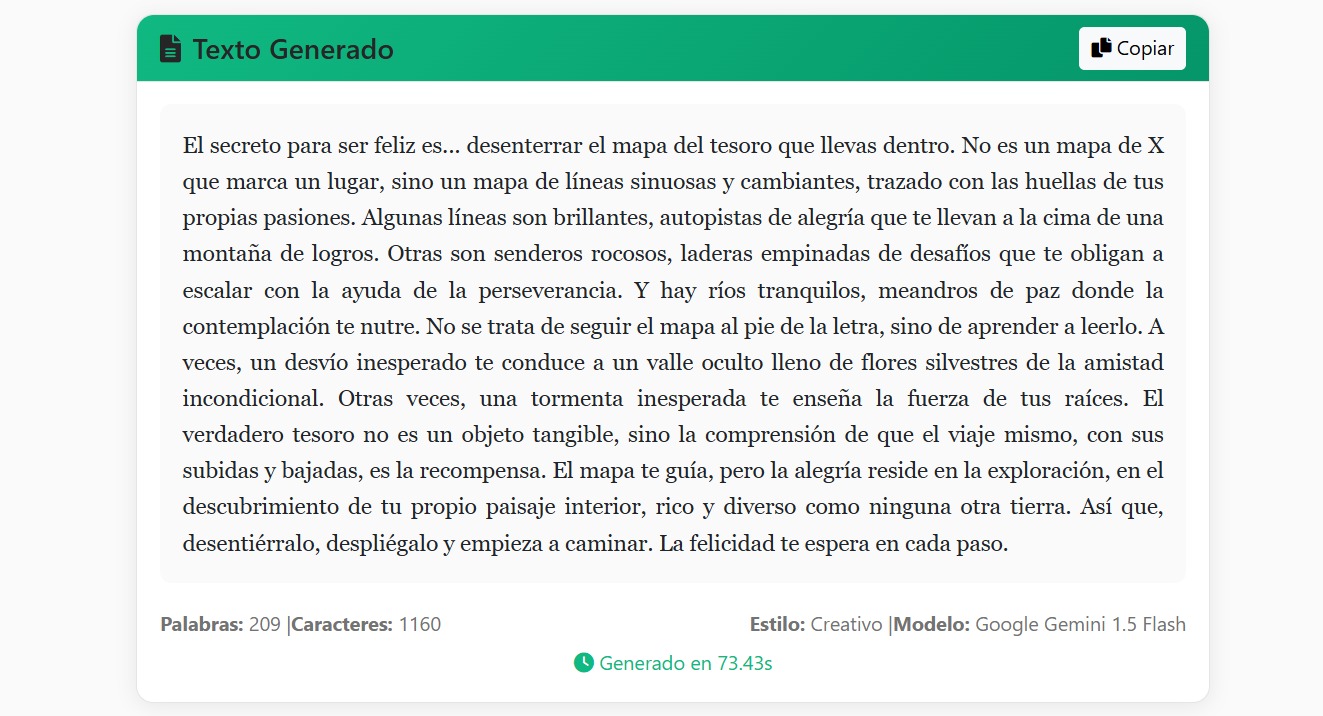 Texto Generado
Copiar
El secreto para ser feliz es... desenterrar el mapa del tesoro que llevas dentro. No es un mapa de X
que marca un lugar, sino un mapa de líneas sinuosas y cambiantes, trazado con las huellas de tus
propias pasiones. Algunas líneas son brillantes, autopistas de alegría que te llevan a la cima de una
montaña de logros. Otras son senderos rocosos, laderas empinadas de desafíos que te obligan a
escalar con la ayuda de la perseverancia. Y hay ríos tranquilos, meandros de paz donde la
contemplación te nutre. No se trata de seguir el mapa al pie de la letra, sino de aprender a leerlo. A
veces, un desvío inesperado te conduce a un valle oculto lleno de flores silvestres de la amistad
incondicional. Otras veces, una tormenta inesperada te enseña la fuerza de tus raíces. El
verdadero tesoro no es un objeto tangible, sino la comprensión de que el viaje mismo, con sus
subidas y bajadas, es la recompensa. El mapa te guía, pero la alegría reside en la exploración, en el
descubrimiento de tu propio paisaje interior, rico y diverso como ninguna otra tierra. Así que,
desentiérralo, despliégalo y empieza a caminar. La felicidad te espera en cada paso.
Palabras: 209 |Caracteres: 1160
Estilo: Creativo |Modelo: Google Gemini 1.5 Flash
Generado en 73.43s